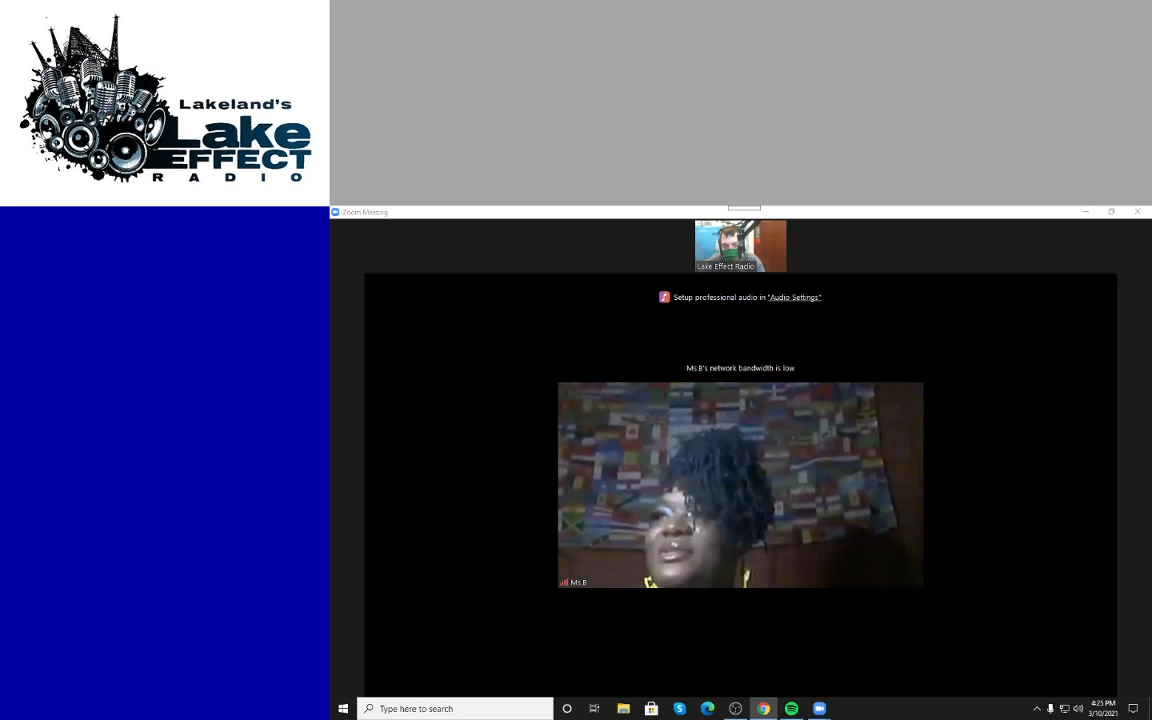 Lakeland's
Lake
EFFECT
RADIO
Zoom Meeting
Lake Effect Radio
Setup professional audio in "Audio Settings"
Ms.B's network bandwidth is low
Ms.B
Type here to search
4:25 PM
3/10/2021